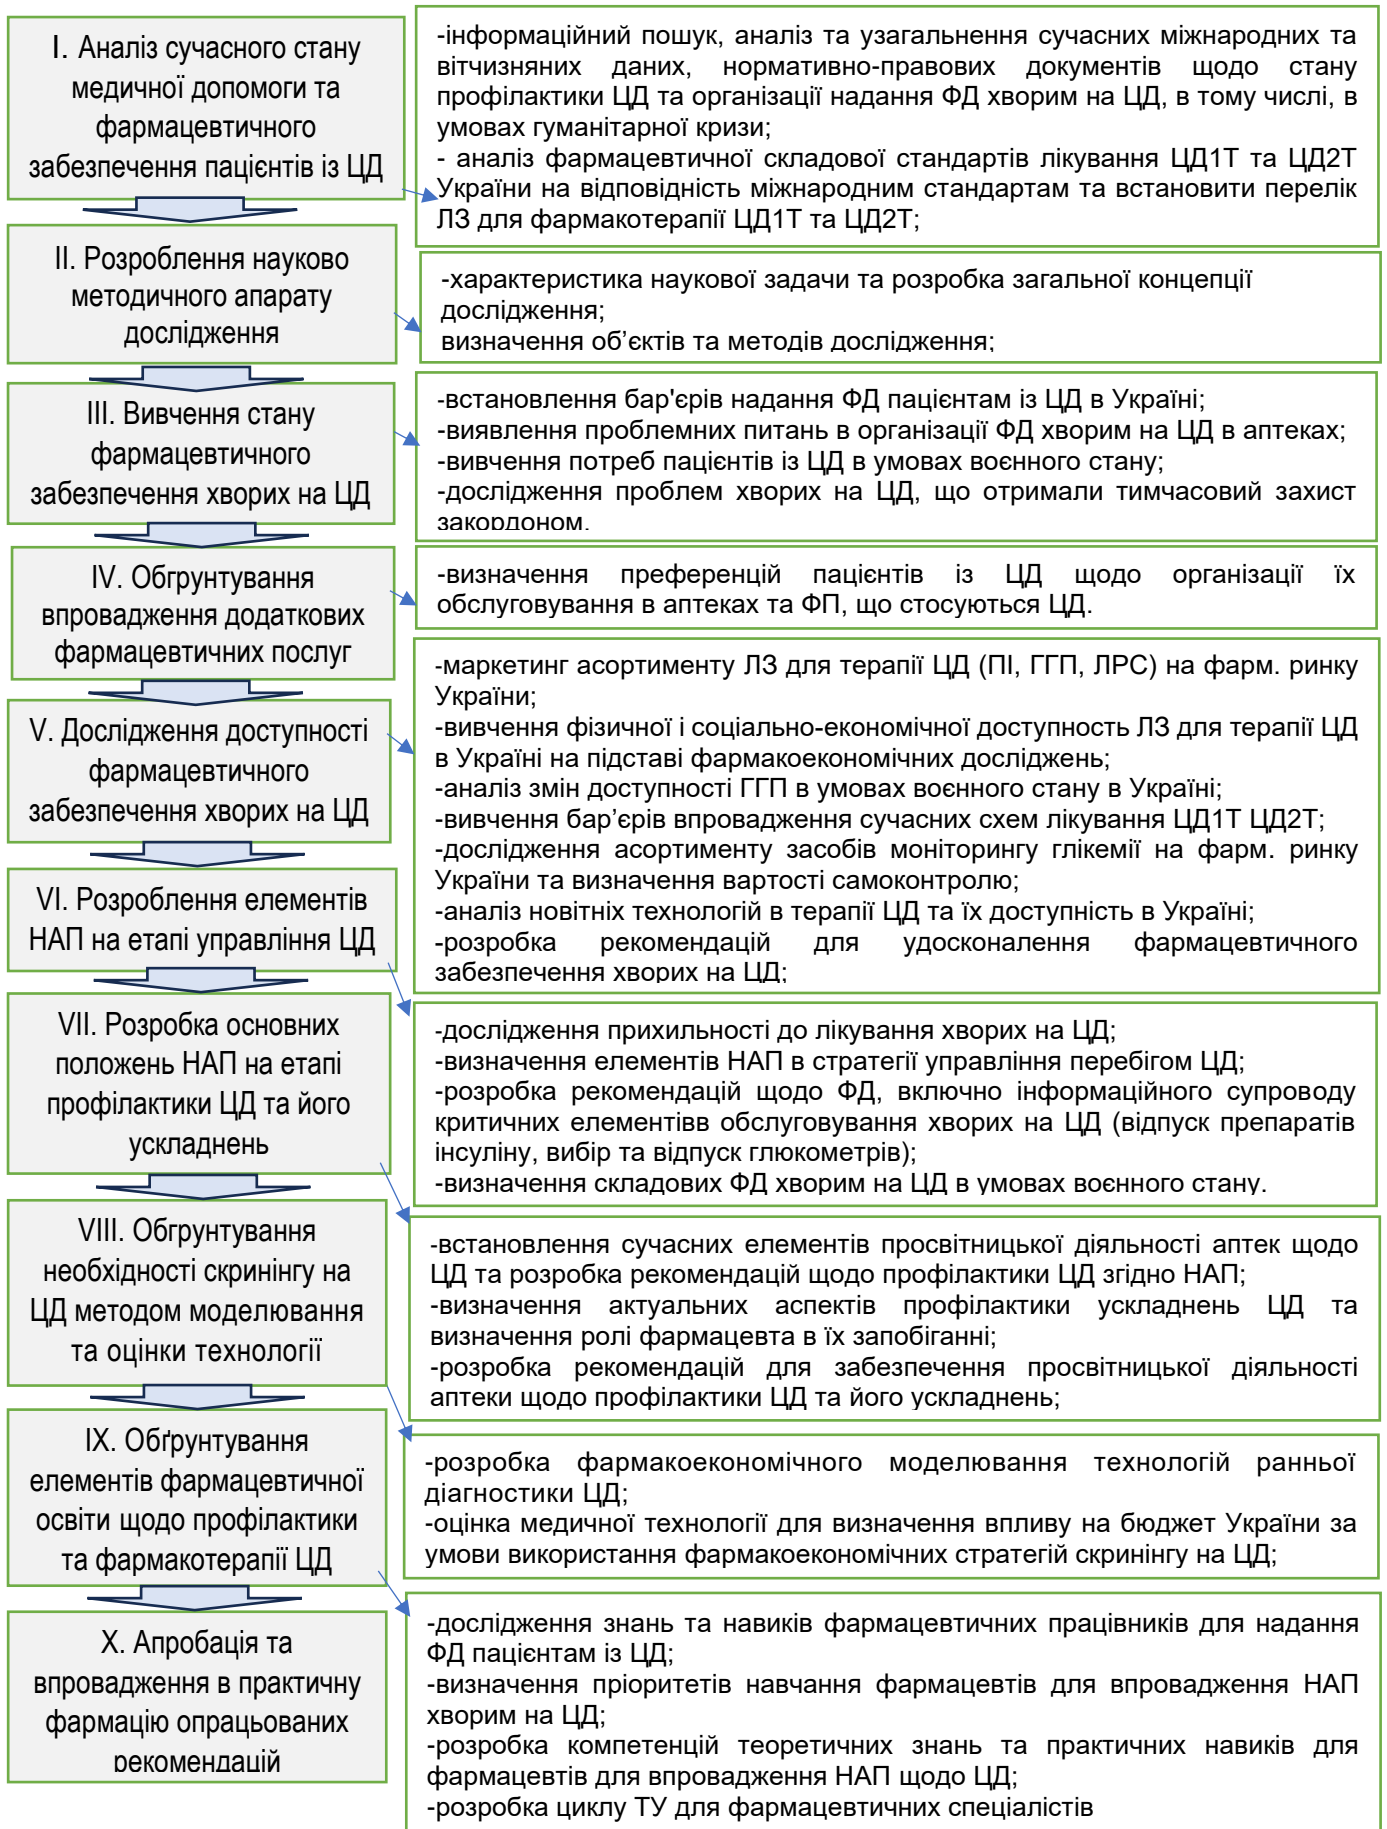 I. Аналіз сучасного стану
медичної допомоги та
фармацевтичного
забезпечення пацієнтів із ЦД
-інформаційний пошук, аналіз та узагальнення сучасних міжнародних та
вітчизняних даних, нормативно-правових документів щодо стану
профілактики ЦД та організації надання ФД хворим на ЦД, в тому числі, в
умовах гуманітарної кризи;
- аналіз фармацевтичної складової стандартів лікування ЦД1Т та ЦД2Т
України на відповідність міжнародним стандартам та встановити перелік
ЛЗ для фармакотерапії ЦД1Т та ЦД2Т;
II. Розроблення науково
методичного апарату
дослідження
-характеристика наукової задачі та розробка загальної концепції
дослідження;
визначення об’єктів та методів дослідження;
III. Вивчення стану
фармацевтичного
забезпечення хворих на ЦД
-встановлення бар'єрів надання ФД пацієнтам із ЦД в Україні;
-виявлення проблемних питань в організації ФД хворим на ЦД в аптеках;
-вивчення потреб пацієнтів із ЦД в умовах воєнного стану;
-дослідження проблем хворих на ЦД, що отримали тимчасовий захист
закордоном.
IV. Обгрунтування
впровадження додаткових
фармацевтичних послуг
-визначення преференцій пацієнтів із ЦД щодо організації їх
обслуговування в аптеках та ФП, що стосуються ЦД.
V. Дослідження доступності
фармацевтичного
забезпечення хворих на ЦД
-маркетинг асортименту ЛЗ для терапії ЦД (ПІ, ГГП, ЛРС) на фарм. ринку
України;
-вивчення фізичної і соціально-економічної доступность ЛЗ для терапії ЦД
в Україні на підставі фармакоекономічних досліджень;
-аналіз змін доступності ГГП в умовах воєнного стану в Україні;
-вивчення бар’єрів впровадження сучасних схем лікування ЦД1Т ЦД2Т;
-дослідження асортименту засобів моніторингу глікемії на фарм. ринку
України та визначення вартості самоконтролю;
-аналіз новітніх технологій в терапії ЦД та їх доступність в Україні;
-розробка рекомендацій для удосконалення фармацевтичного
забезпечення хворих на ЦД;
VI. Розроблення елементів
НАП на етапі управління ЦД
-дослідження прихильності до лікування хворих на ЦД;
-визначення елементів НАП в стратегії управління перебігом ЦД;
-розробка рекомендацій щодо ФД, включно інформаційного супроводу
критичних елементівв обслуговування хворих на ЦД (відпуск препаратів
інсуліну, вибір та відпуск глюкометрів);
-визначення складових ФД хворим на ЦД в умовах воєнного стану.
VII. Розробка основних
положень НАП на етапі
профілактики ЦД та його
ускладнень
-встановлення сучасних елементів просвітницької діяльності аптек щодо
ЦД та розробка рекомендацій щодо профілактики ЦД згідно НАП;
-визначення актуальних аспектів профілактики ускладнень ЦД та
визначення ролі фармацевта в їх запобіганні;
-розробка рекомендацій для забезпечення просвітницької діяльності
аптеки щодо профілактики ЦД та його ускладнень;
VIII. Обгрунтування
необхідності скринінгу на
ЦД методом моделювання
та оцінки технології
-розробка фармакоекономічного моделювання технологій ранньої
діагностики ЦД;
-оцінка медичної технології для визначення впливу на бюджет України за
умови використання фармакоекономічних стратегій скринінгу на ЦД;
IX. Обґрунтування
елементів фармацевтичної
освіти щодо профілактики
та фармакотерапії ЦД
-дослідження знань та навиків фармацевтичних працівників для надання
ФД пацієнтам із ЦД;
-визначення пріоритетів навчання фармацевтів для впровадження НАП
хворим на ЦД;
-розробка компетенцій теоретичних знань та практичних навиків для
фармацевтів для впровадження НАП щодо ЦД;
-розробка циклу ТУ для фармацевтичних спеціалістів
X. Апробація та
впровадження в практичну
фармацію опрацьованих
рекомендацій